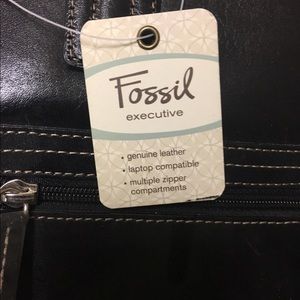 Fossil
executive
• genuine leather
• laptop compatible
• multiple zipper
compartments